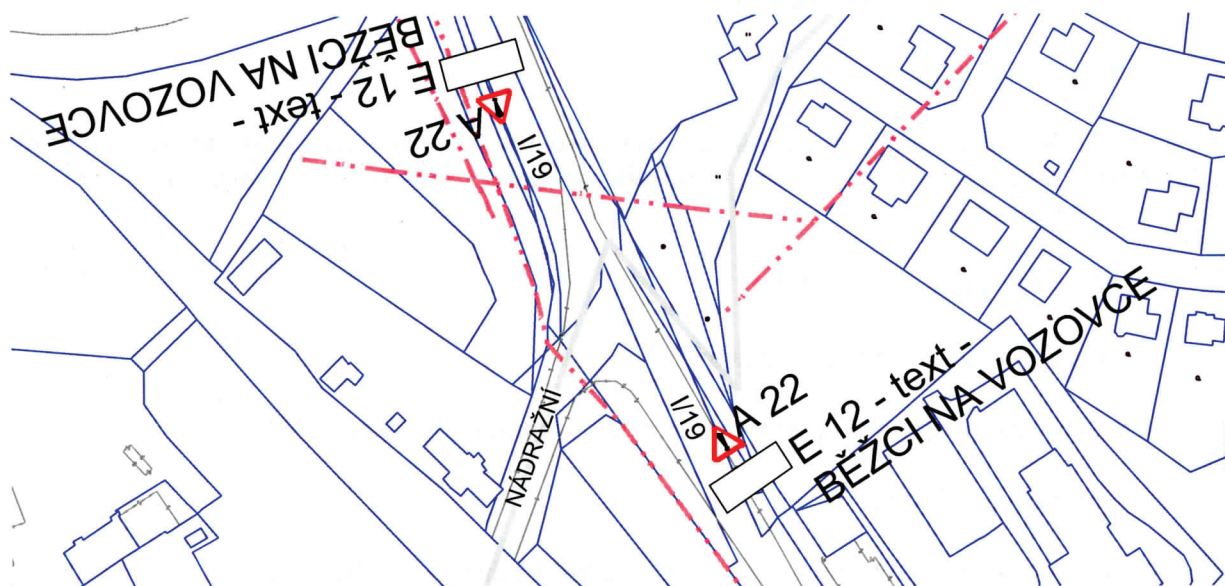 A 22
E 12 - text -
BĚŽCI NA VOZOVCE
I/19
NÁDRAŽNÍ
I/19
A 22
E 12 - text -
BĚŽCI NA VOZOVCE